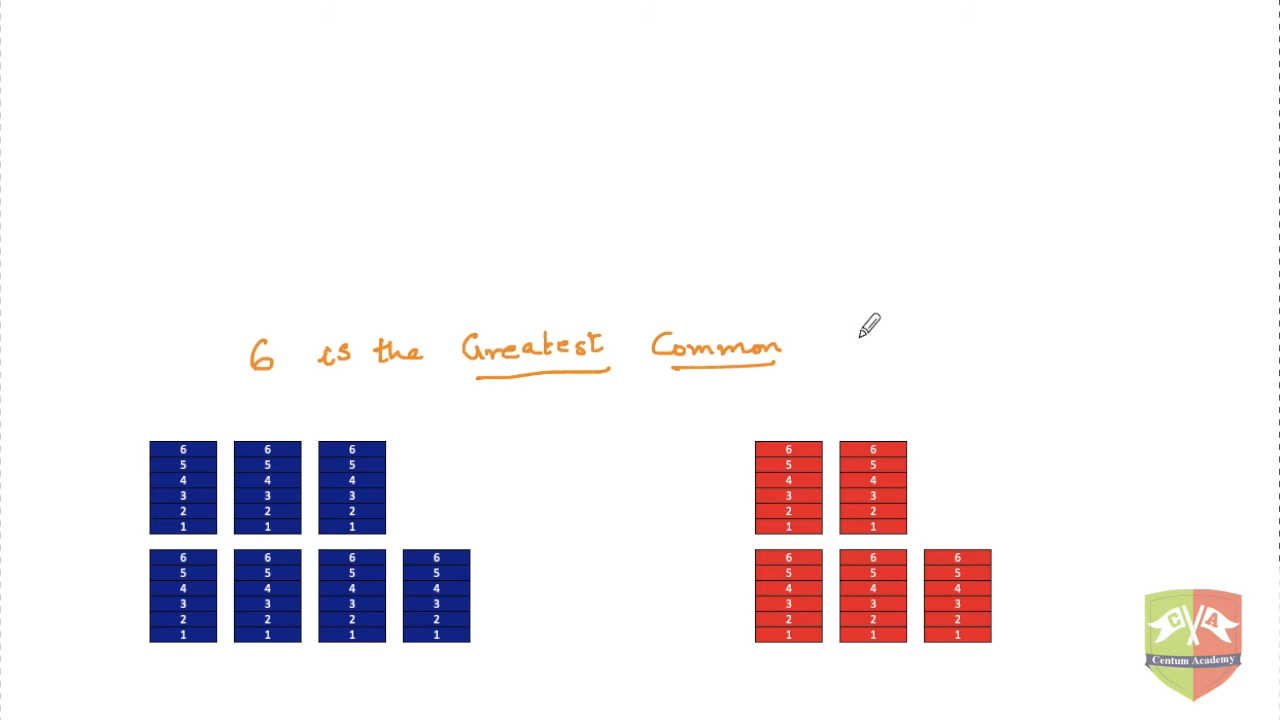 6 is the Greatest Common
6 6 6 6 6
5 5 5 5 5
4 4 4 4 4
3 3 3 3 3
2 2 2 2 2
1 1 1 1 1
6 6 6 6 6 6 6
5 5 5 5 5 5 5
4 4 4 4 4 4 4
3 3 3 3 3 3 3
2 2 2 2 2 2 2
1 1 1 1 1 1 1
C A
Centum Academy